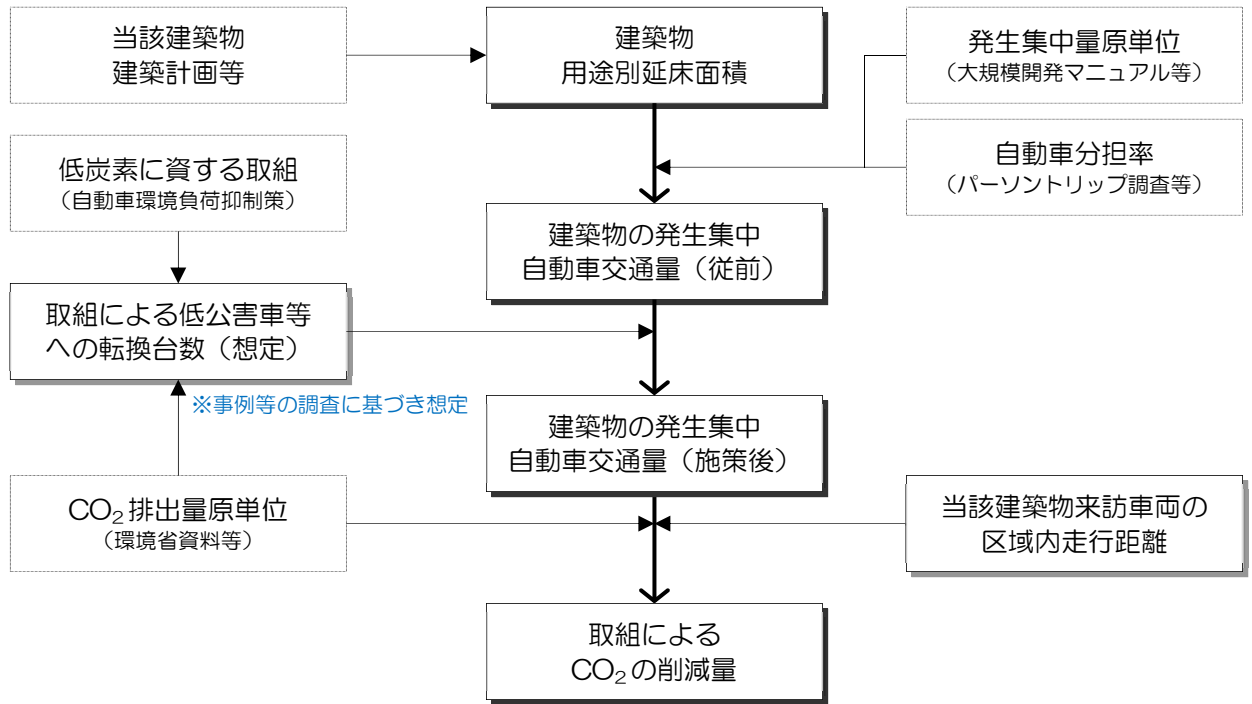 当該建築物
建築計画等
建築物
用途別延床面積
発生集中量原単位
（大規模開発マニュアル等）
低炭素に資する取組
（自動車環境負荷抑制策）
自動車分担率
（パーソントリップ調査等）
建築物の発生集中
自動車交通量（従前）
取組による低公害車等
への転換台数（想定）
※事例等の調査に基づき想定
建築物の発生集中
自動車交通量（施策後）
CO₂排出量原単位
（環境省資料等）
当該建築物来訪車両の
区域内走行距離
取組による
CO₂の削減量